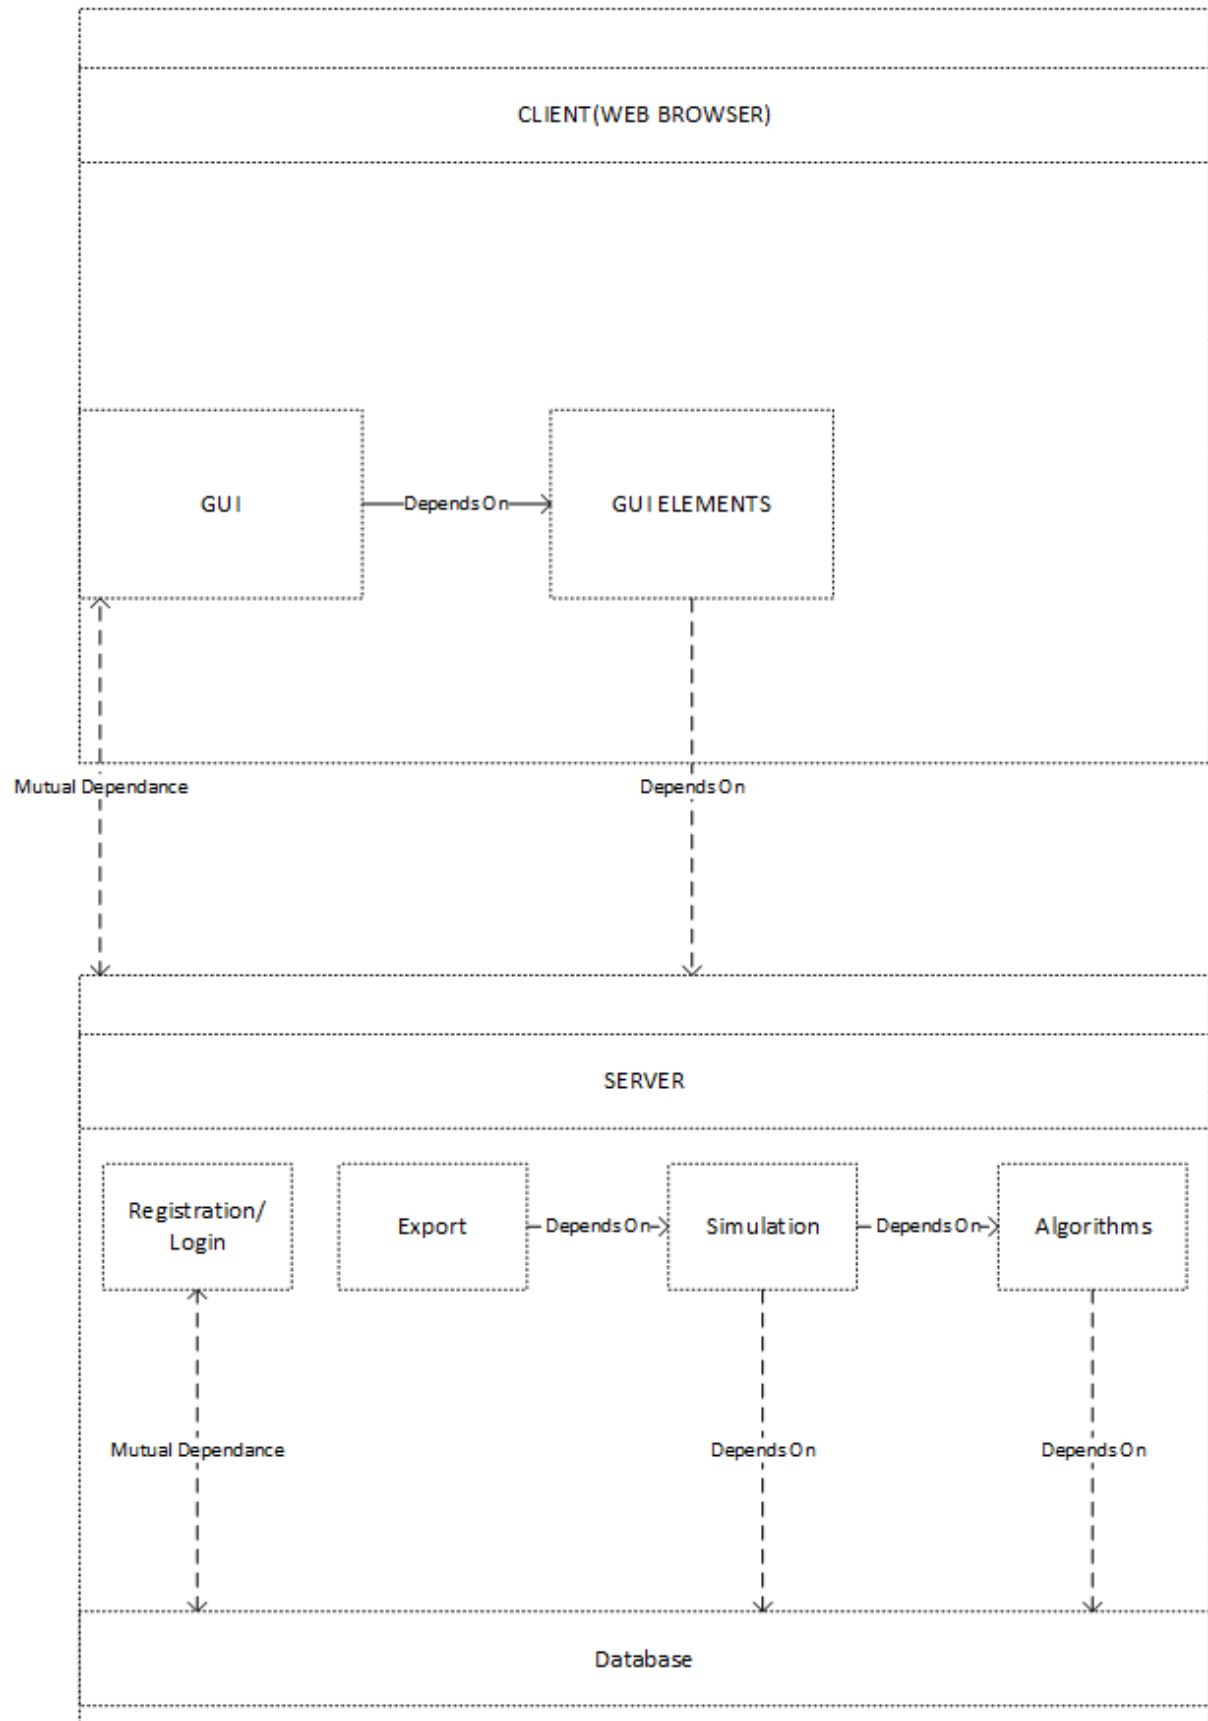 CLIENT(WEB BROWSER)
GUI
Depends On
GUI ELEMENTS
Mutual Dependance
Depends On
SERVER
Registration/
Login
Export
Depends On
Simulation
Depends On
Algorithms
Mutual Dependance
Depends On
Depends On
Database